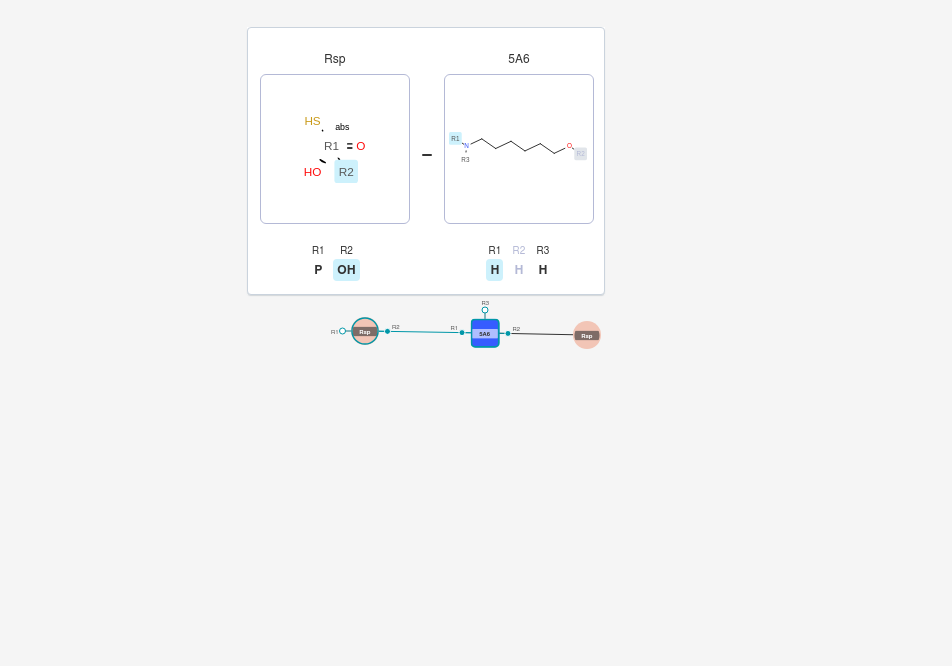 Rsp 5A6
HS
abs
R1 = O
HO R2
R1
N
R3
O
R2
R1 R2
P OH
R1 R2 R3
H H H
R3
R1 Rsp R2 R1 5A6 R2 Rsp